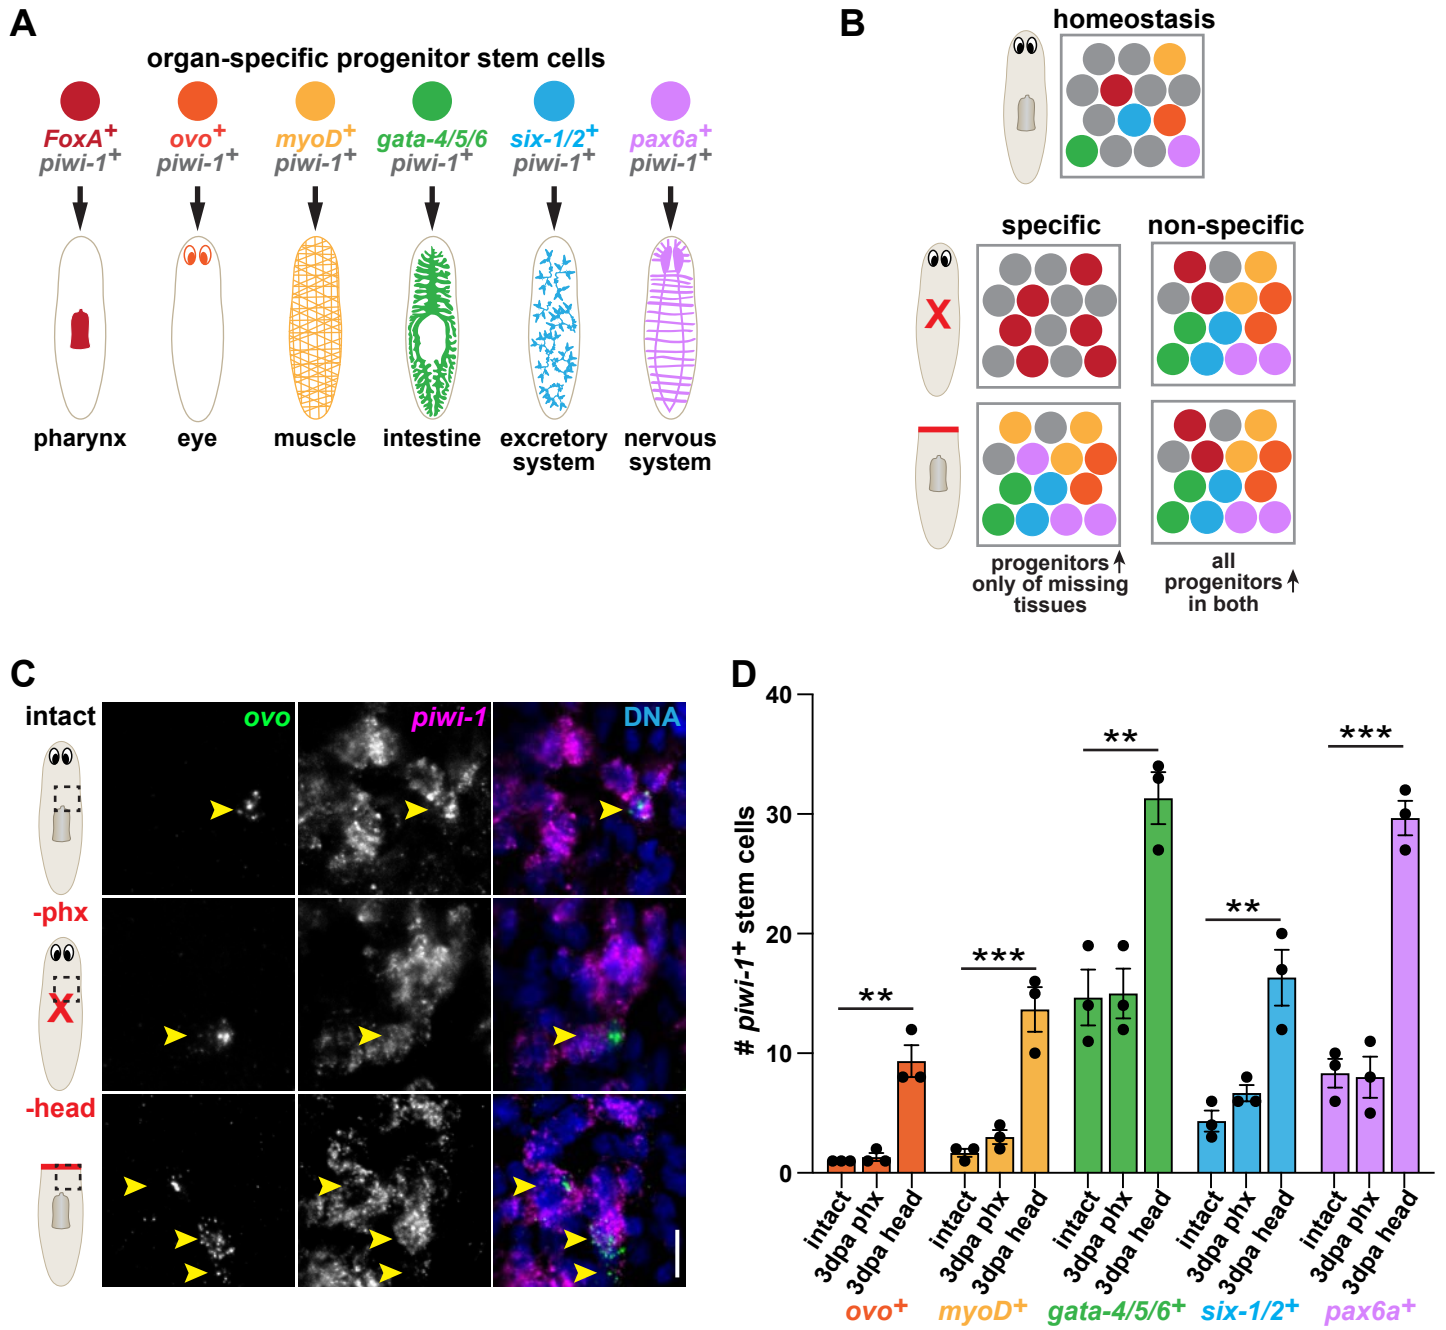 A
organ-specific progenitor stem cells
FoxA+ ovo+ myoD+ gata-4/5/6 six-1/2+ pax6a+
piwi-1+ piwi-1+ piwi-1+ piwi-1+ piwi-1+ piwi-1+
pharynx eye muscle intestine excretory nervous
system system
B
homeostasis
specific non-specific
X
progenitors
only of missing
tissues
all
progenitors
in both
C
intact ovo piwi-1 DNA
-phx
X
-head
D
# piwi-1+ stem cells
40
30
20
10
0
** *** ** ** ***
intact 3dpa phx 3dpa head intact 3dpa phx 3dpa head intact 3dpa phx 3dpa head intact 3dpa phx 3dpa head intact 3dpa phx 3dpa head
ovo+ myoD+ gata-4/5/6+ six-1/2+ pax6a+